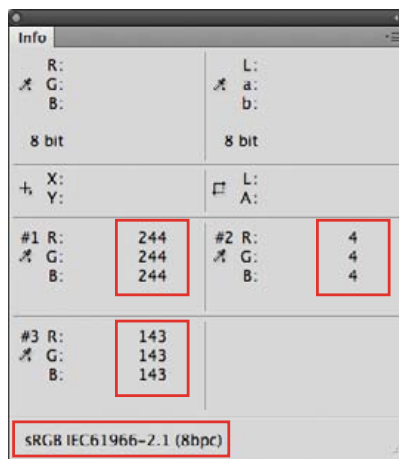 Info
R: L:
G: a:
B: b:
8 bit 8 bit
X: L:
Y: A:
#1 R: 244 #2 R: 4
G: 244 G: 4
B: 244 B: 4
#3 R: 143
G: 143
B: 143
sRGB IEC61966-2.1 (8bpc)